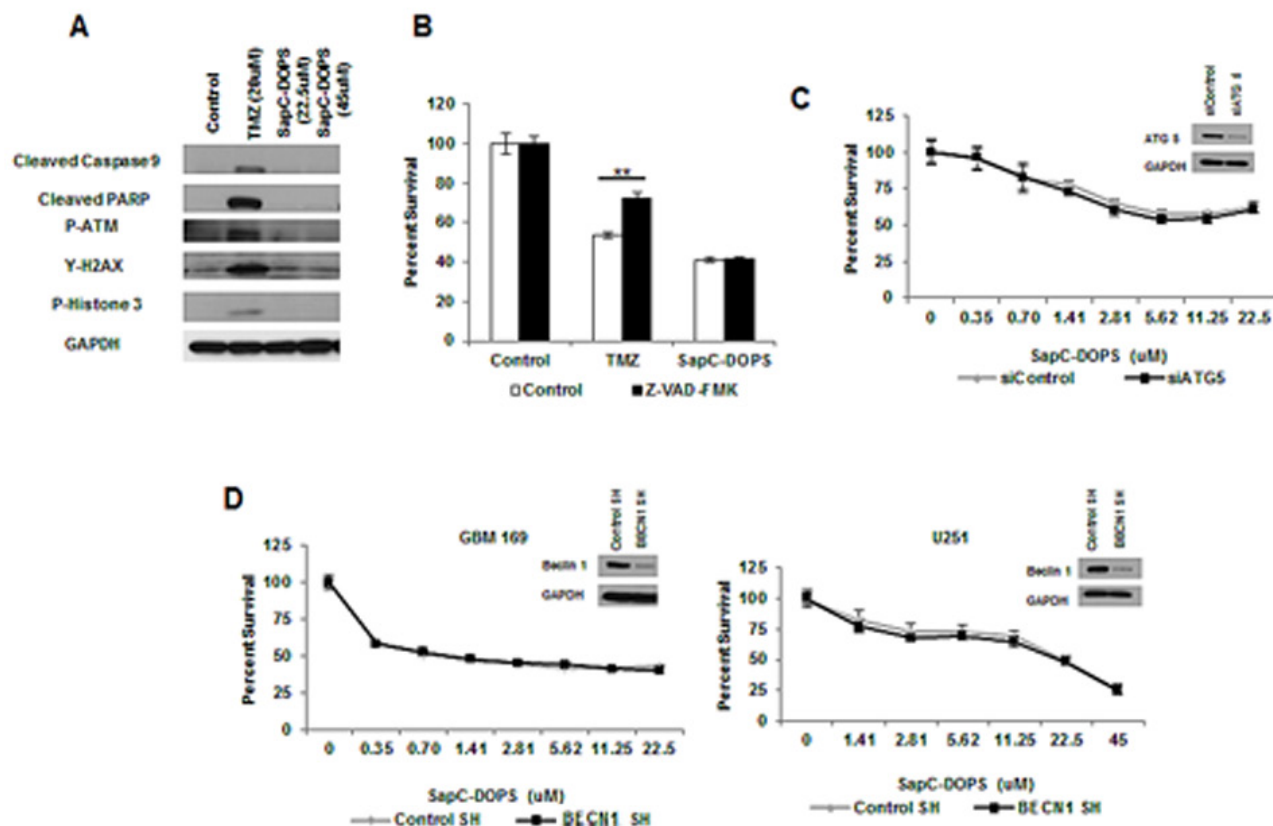 A
Control
TMZ (20uM)
SapC-DOPS
(22.5uM)
SapC-DOPS
(45uM)
Cleaved Caspase 9
Cleaved PARP
P-ATM
Y-H2AX
P-Histone 3
GAPDH
B
Percent Survival
120
100
80
60
40
20
0
**
Control
TMZ
SapC-DOPS
Control
Z-VAD-FMK
C
Percent Survival
125
100
75
50
25
0
siControl
siATG 5
ATG 5
GAPDH
0 0.35 0.70 1.41 2.81 5.62 11.25 22.5
SapC-DOPS (uM)
siControl
siATG5
D
GBM 169
Percent Survival
125
100
75
50
25
0
Control SH
BECN1 SH
Beclin 1
GAPDH
0 0.35 0.70 1.41 2.81 5.62 11.25 22.5
SapC-DOPS (uM)
Control SH
BECN1 SH
U251
Percent Survival
125
100
75
50
25
0
Control SH
BECN1 SH
Beclin 1
GAPDH
0 1.41 2.81 5.62 11.25 22.5 45
SapC-DOPS (uM)
Control SH
BECN1 SH